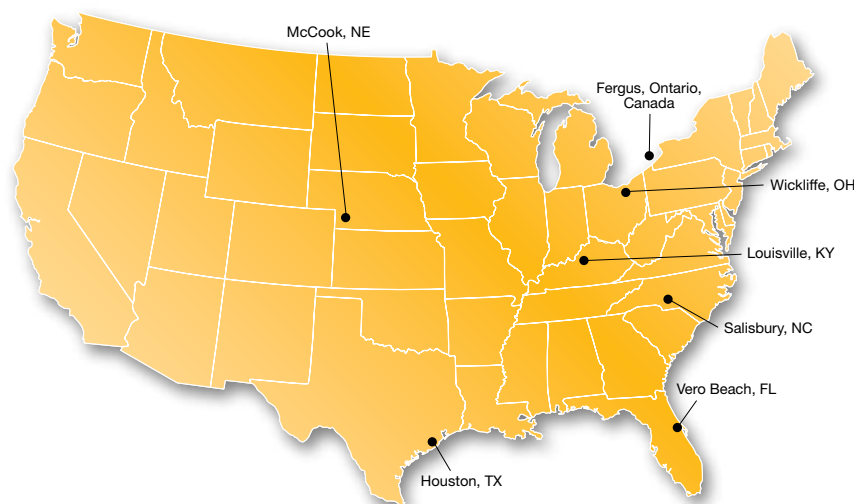 McCook, NE
Fergus, Ontario,
Canada
Wickliffe, OH
Louisville, KY
Salisbury, NC
Vero Beach, FL
Houston, TX